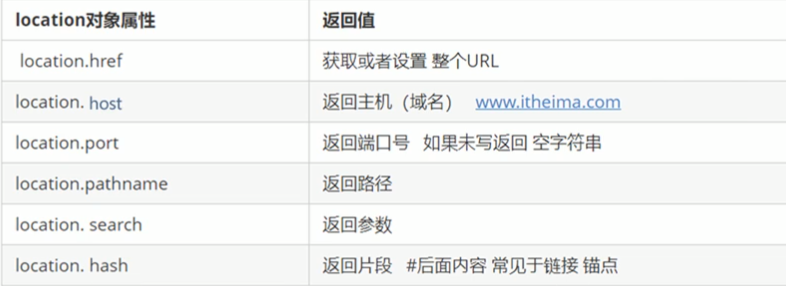 location对象属性 返回值
location.href 获取或者设置 整个URL
location. host 返回主机（域名） www.itheima.com
location.port 返回端口号 如果未写返回 空字符串
location.pathname 返回路径
location. search 返回参数
location. hash 返回片段 #后面内容 常见于链接 锚点